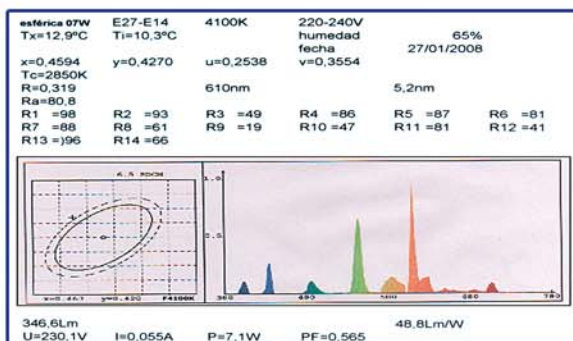 esférica 07W E27-E14 4100K 220-240V
Tx=12,9ºC Ti=10,3ºC humedad 65%
fecha 27/01/2008
x=0,4594 y=0,4270 u=0,2538 v=0,3554
Tc=2850K
R=0,319 610nm 5,2nm
Ra=80,8
R1 =98 R2 =93 R3 =49 R4 =86 R5 =87 R6 =81
R7 =88 R8 =61 R9 =19 R10 =47 R11 =81 R12 =41
R13 =)96 R14 =66
1.0
0.5
F4100K
380 780
346,6Lm 48,8Lm/W
U=230,1V I=0,055A P=7,1W PF=0,565